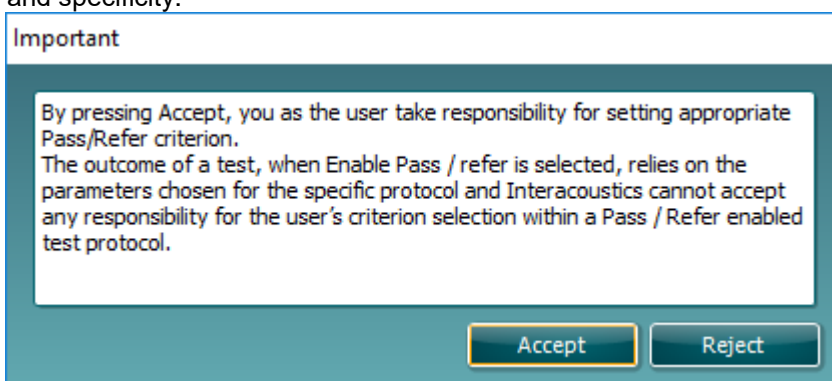 and specificity.
Important
By pressing Accept, you as the user take responsibility for setting appropriate
Pass/Refer criterion.
The outcome of a test, when Enable Pass / refer is selected, relies on the
parameters chosen for the specific protocol and Interacoustics cannot accept
any responsibility for the user's criterion selection within a Pass / Refer enabled
test protocol.
Accept
Reject